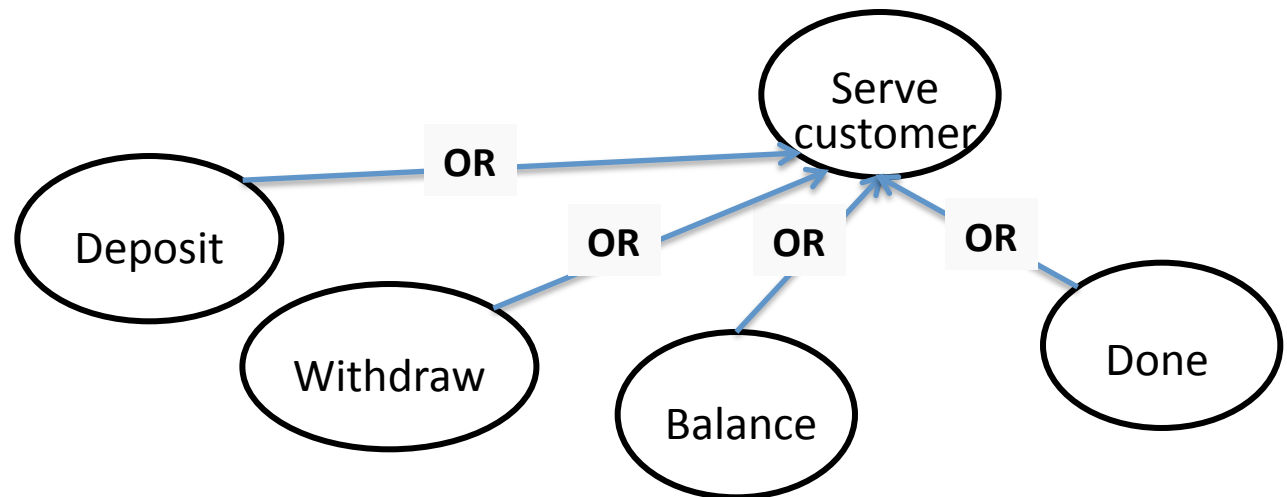 Serve
customer
OR
Deposit
OR
OR
OR
Withdraw
Balance
Done